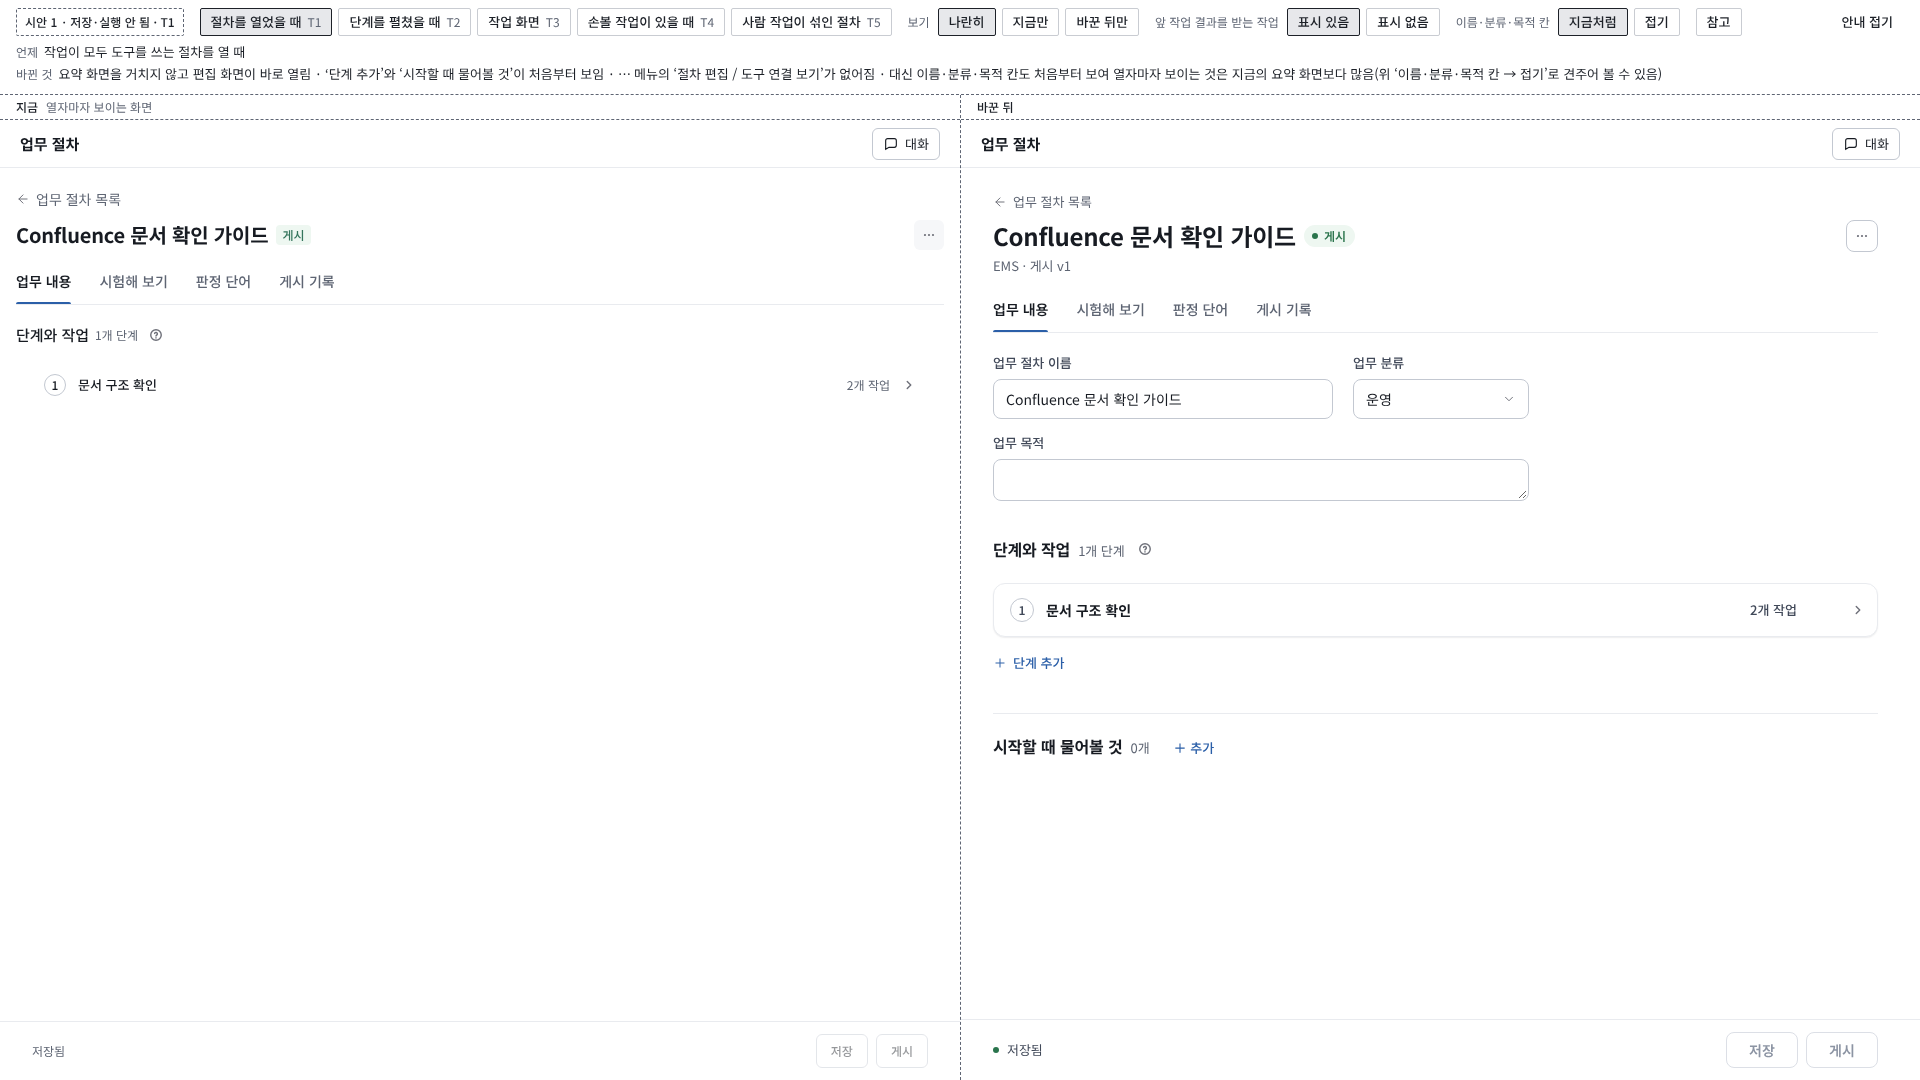 시안 1 · 저장·실행 안 됨 · T1 절차를 열었을 때 T1 단계를 펼쳤을 때 T2 작업 화면 T3 손볼 작업이 있을 때 T4 사람 작업이 섞인 절차 T5 보기 나란히 지금만 바꾼 뒤만 앞 작업 결과를 받는 작업 표시 있음 표시 없음 이름·분류·목적 칸 지금처럼 접기 참고 안내 접기
언제 작업이 모두 도구를 쓰는 절차를 열 때
바뀐 것 요약 화면을 거치지 않고 편집 화면이 바로 열림 · ‘단계 추가’와 ‘시작할 때 물어볼 것’이 처음부터 보임 · ⋯ 메뉴의 ‘절차 편집 / 도구 연결 보기’가 없어짐 · 대신 이름·분류·목적 칸도 처음부터 보여 열자마자 보이는 것은 지금의 요약 화면보다 많음(위 ‘이름·분류·목적 칸 → 접기’로 견주어 볼 수 있음)
지금 열자마자 보이는 화면
업무 절차
대화
← 업무 절차 목록
Confluence 문서 확인 가이드 게시
업무 내용 시험해 보기 판정 단어 게시 기록
단계와 작업 1개 단계
1 문서 구조 확인 2개 작업
저장됨 저장 게시
바꾼 뒤
업무 절차
대화
← 업무 절차 목록
Confluence 문서 확인 가이드 게시
EMS · 게시 v1
업무 내용 시험해 보기 판정 단어 게시 기록
업무 절차 이름 업무 분류
Confluence 문서 확인 가이드 운영
업무 목적
단계와 작업 1개 단계
1 문서 구조 확인 2개 작업
+ 단계 추가
시작할 때 물어볼 것 0개 + 추가
저장됨 저장 게시